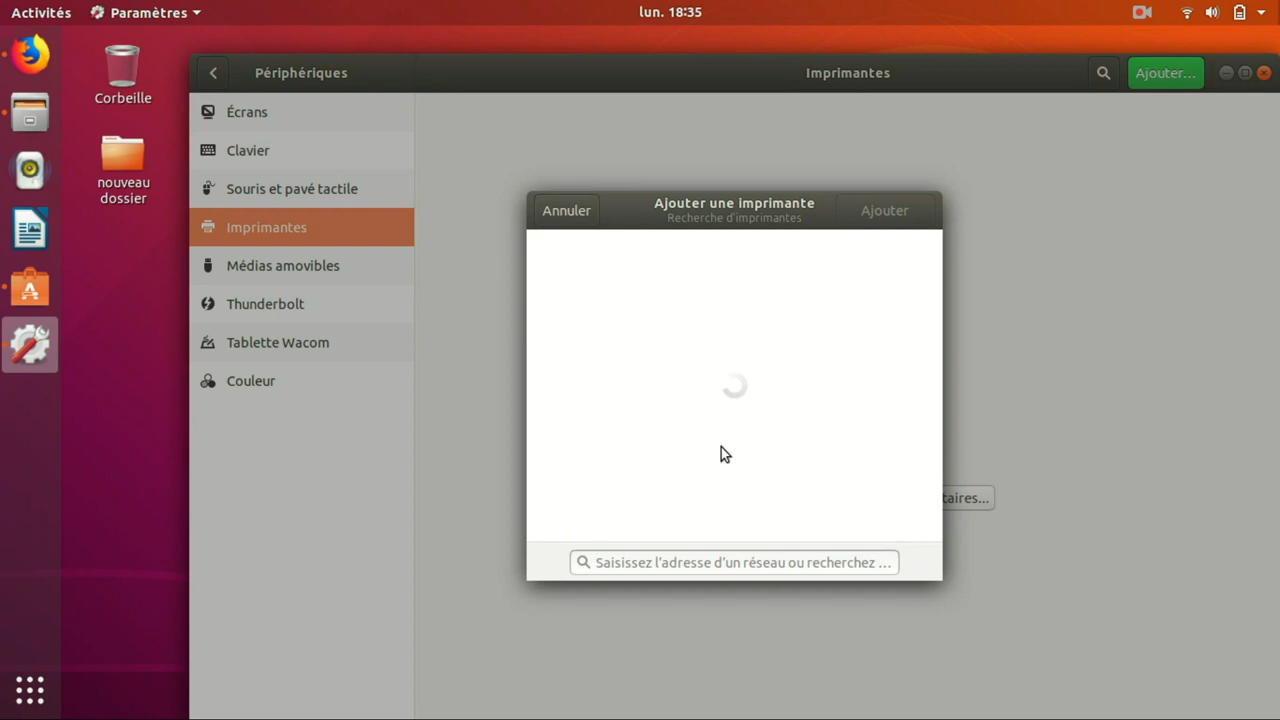 Activités
Paramètres
lun. 18:35
Corbeille
nouveau
dossier
Périphériques
Imprimantes
Ajouter...
Écrans
Clavier
Souris et pavé tactile
Imprimantes
Médias amovibles
Thunderbolt
Tablette Wacom
Couleur
Annuler
Ajouter une imprimante
Recherche d'imprimantes
Ajouter
taires...
Saisissez l'adresse d'un réseau ou recherchez ...